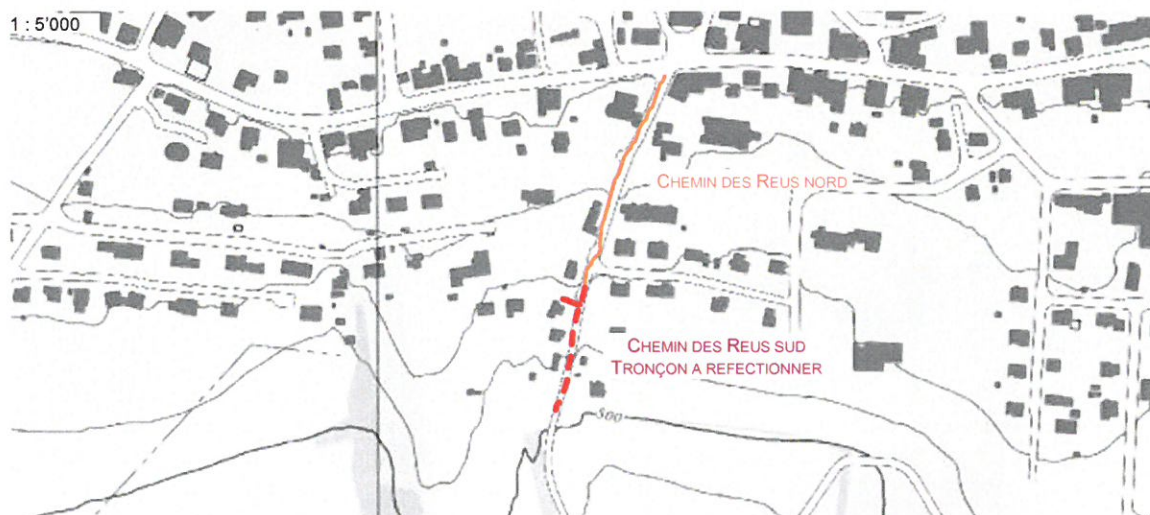 1 : 5'000
CHEMIN DES REUS NORD
CHEMIN DES REUS SUD
TRONÇON A REFECTIONNER
500